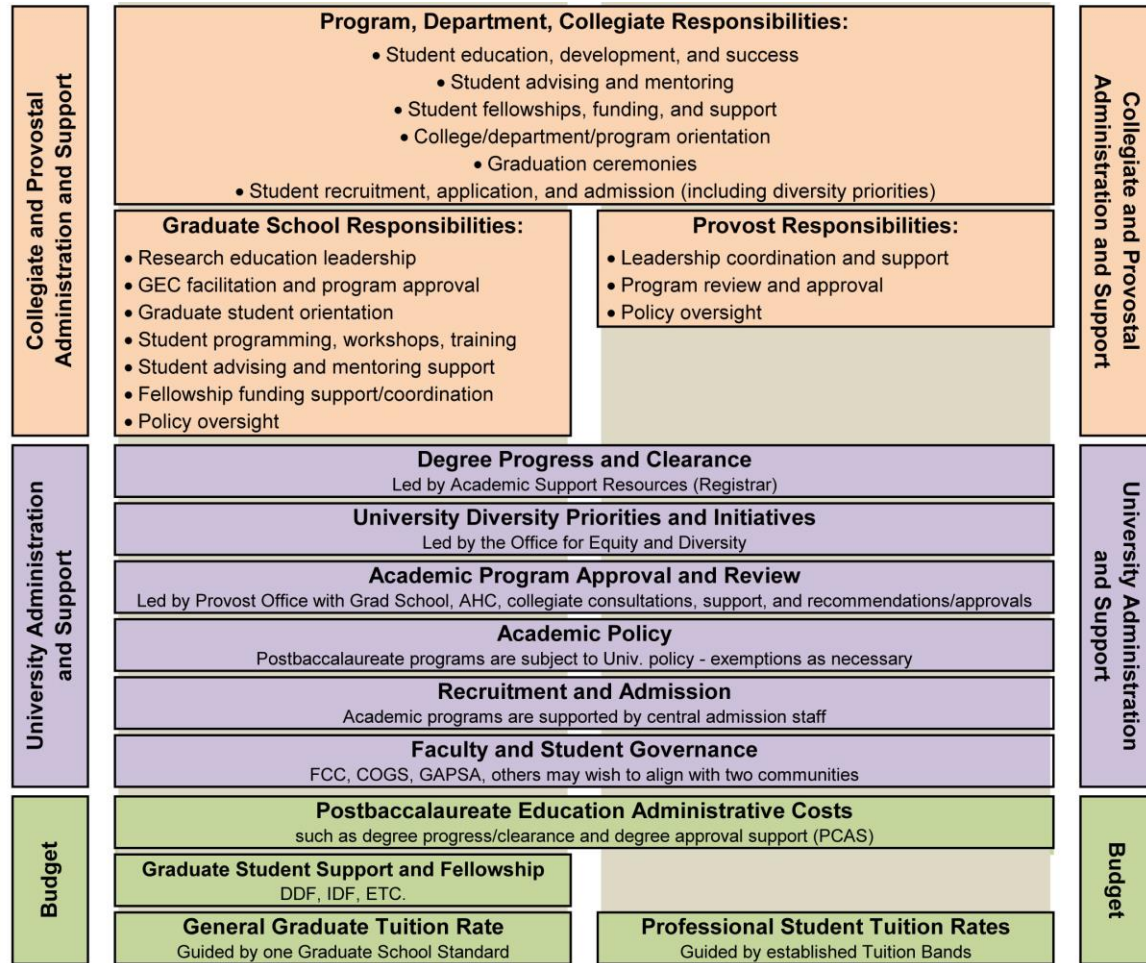 Collegiate and Provostal
Administration and Support
Program, Department, Collegiate Responsibilities:
• Student education, development, and success
• Student advising and mentoring
• Student fellowships, funding, and support
• College/department/program orientation
• Graduation ceremonies
• Student recruitment, application, and admission (including diversity priorities)
Graduate School Responsibilities:
• Research education leadership
• GEC facilitation and program approval
• Graduate student orientation
• Student programming, workshops, training
• Student advising and mentoring support
• Fellowship funding support/coordination
• Policy oversight
Provost Responsibilities:
• Leadership coordination and support
• Program review and approval
• Policy oversight
Collegiate and Provostal
Administration and Support
University Administration
and Support
Degree Progress and Clearance
Led by Academic Support Resources (Registrar)
University Diversity Priorities and Initiatives
Led by the Office for Equity and Diversity
Academic Program Approval and Review
Led by Provost Office with Grad School, AHC, collegiate consultations, support, and recommendations/approvals
Academic Policy
Postbaccalaureate programs are subject to Univ. policy - exemptions as necessary
Recruitment and Admission
Academic programs are supported by central admission staff
Faculty and Student Governance
FCC, COGS, GAPSA, others may wish to align with two communities
University Administration
and Support
Budget
Postbaccalaureate Education Administrative Costs
such as degree progress/clearance and degree approval support (PCAS)
Graduate Student Support and Fellowship
DDF, IDF, ETC.
General Graduate Tuition Rate
Guided by one Graduate School Standard
Professional Student Tuition Rates
Guided by established Tuition Bands
Budget